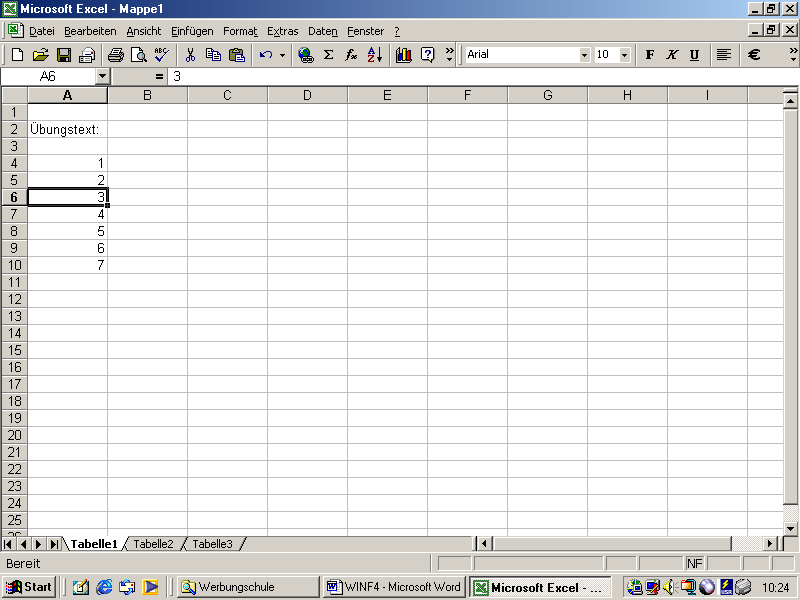 Microsoft Excel - Mappe1
Datei Bearbeiten Ansicht Einfügen Format Extras Daten Fenster ?
Arial 10 F K U €
A6 = 3
A B C D E F G H I
1
2 Übungstext:
3
4 1
5 2
6 3
7 4
8 5
9 6
10 7
11
12
13
14
15
16
17
18
19
20
21
22
23
24
25
26
Tabelle1 Tabelle2 Tabelle3
Bereit NF
Start Werbungschule WINF4 - Microsoft Word Microsoft Excel - ... 10:24